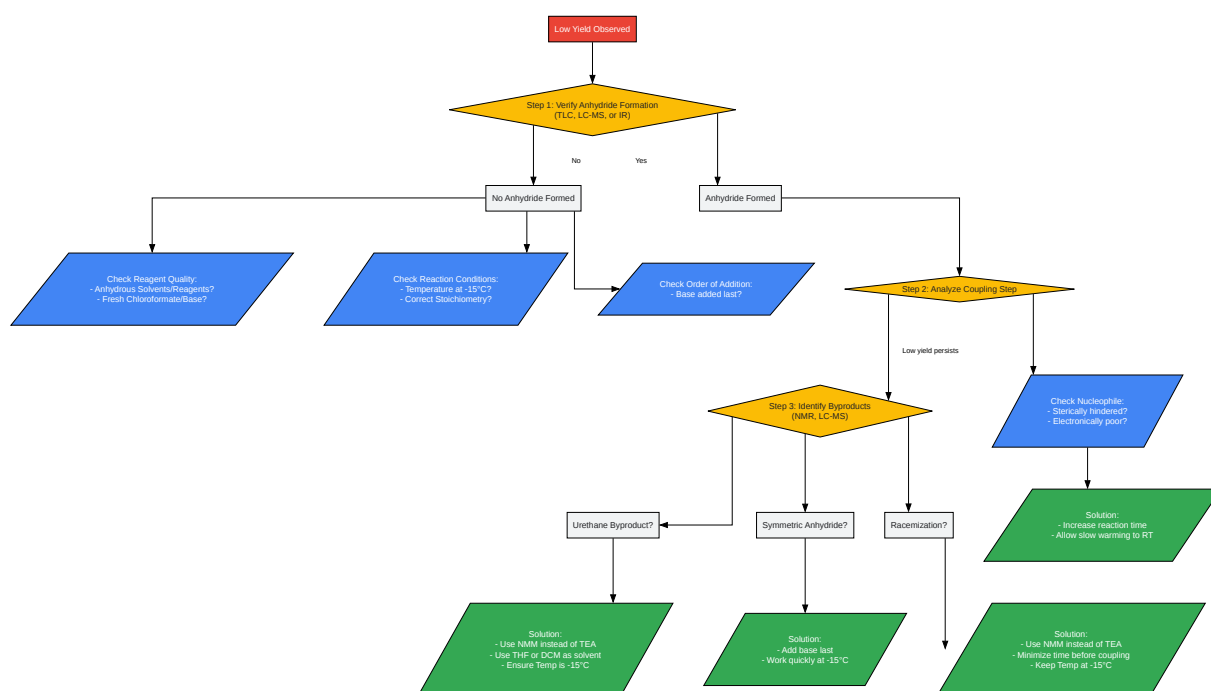 Low Yield Observed
Step 1: Verify Anhydride Formation
(TLC, LC-MS, or IR)
No
Yes
No Anhydride Formed
Anhydride Formed
Check Reagent Quality:
- Anhydrous Solvents/Reagents?
- Fresh Chloroformate/Base?
Check Reaction Conditions:
- Temperature at -15°C?
- Correct Stoichiometry?
Check Order of Addition:
- Base added last?
Step 2: Analyze Coupling Step
Low yield persists
Step 3: Identify Byproducts
(NMR, LC-MS)
Check Nucleophile:
- Sterically hindered?
- Electronically poor?
Urethane Byproduct?
Symmetric Anhydride?
Racemization?
Solution:
- Increase reaction time
- Allow slow warming to RT
Solution:
- Use NMM instead of TEA
- Use THF or DCM as solvent
- Ensure Temp is -15°C
Solution:
- Add base last
- Work quickly at -15°C
Solution:
- Use NMM instead of TEA
- Minimize time before coupling
- Keep Temp at -15°C